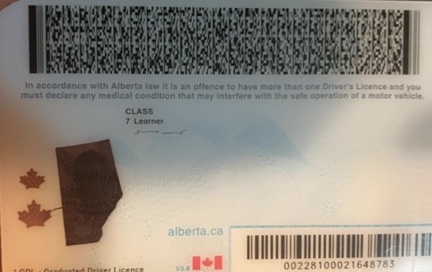 In accordance with Alberta law it is an offence to have more than one Driver's Licence and you
must declare any medical condition that may interfere with the safe operation of a motor vehicle.
CLASS
7 Learner
alberta.ca
V3.0
00228100021648783
* GDL - Graduated Driver Licence